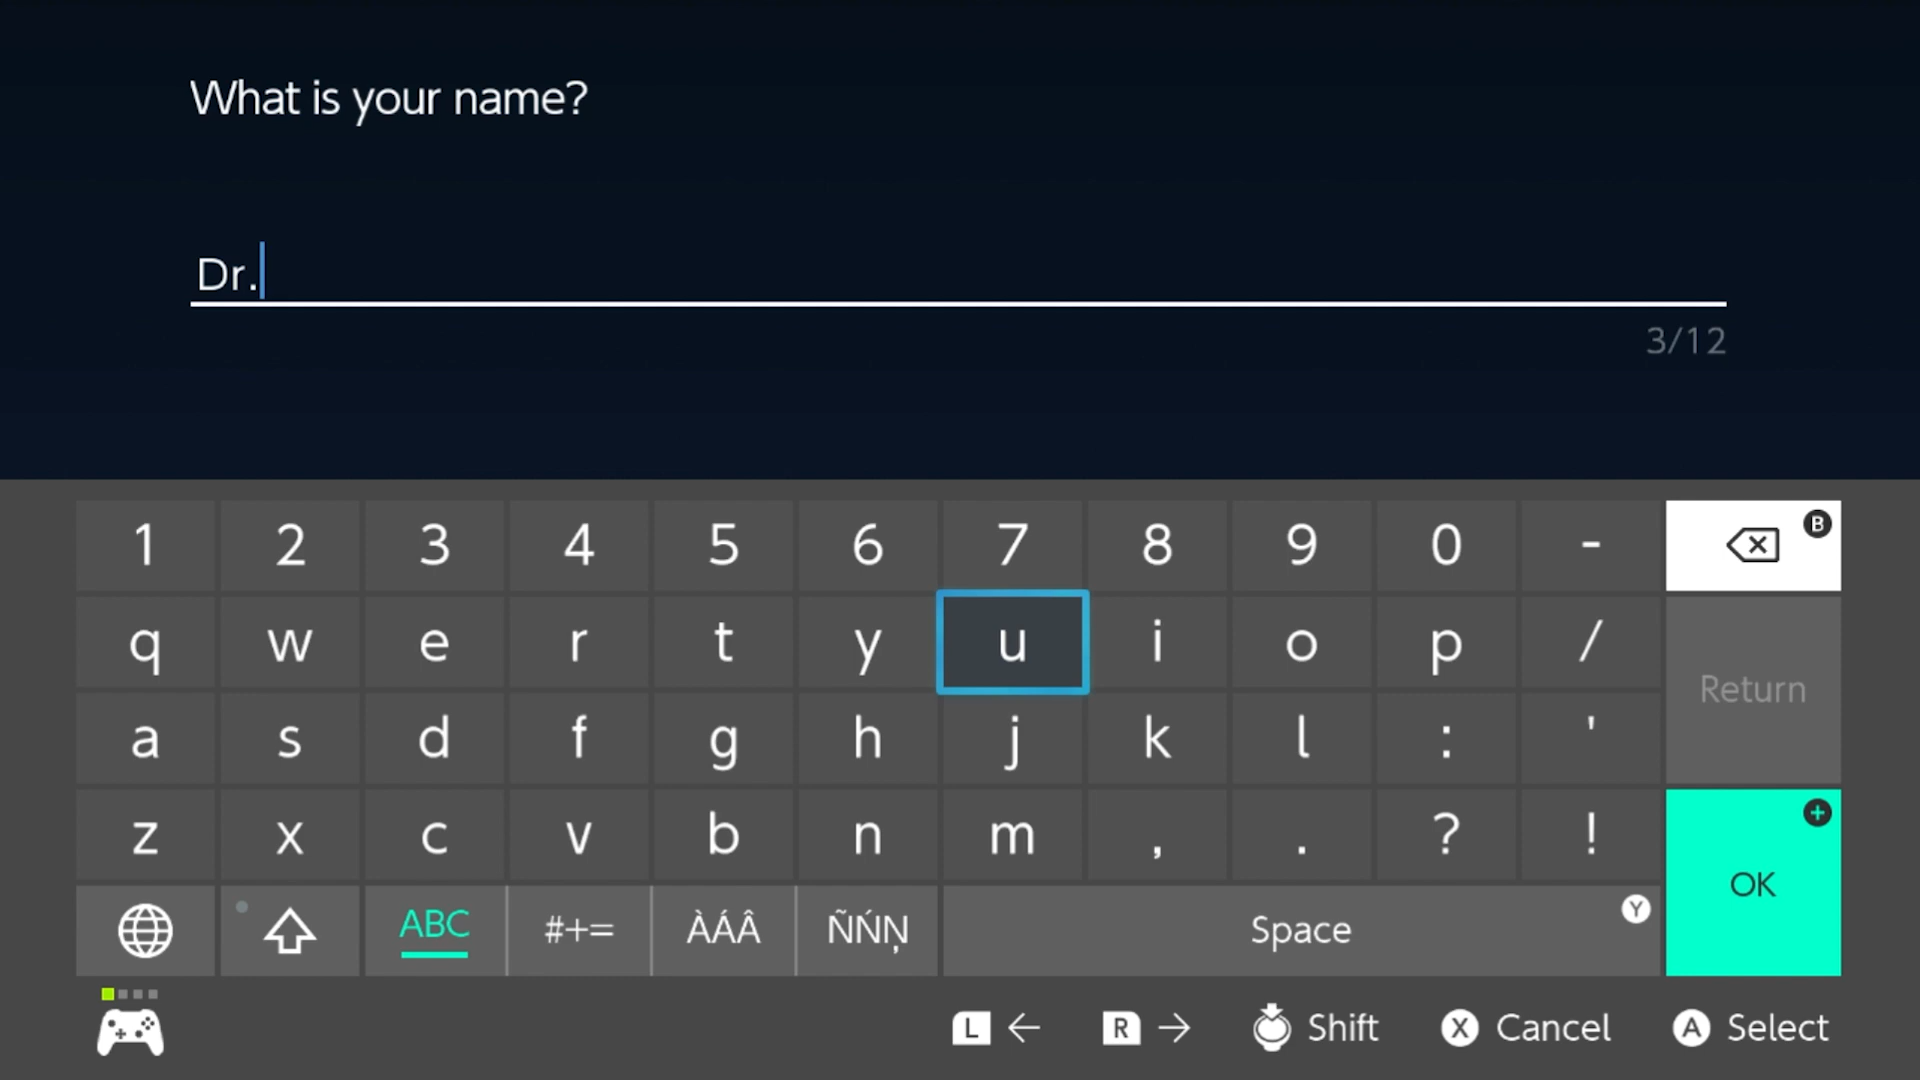 What is your name?
Dr.
3/12
1 2 3 4 5 6 7 8 9 0 - B
q w e r t y u i o p / Return
a s d f g h j k l : '
z x c v b n m , . ? ! + OK
ABC #+= ÀÁÂ ÑŃŅ Space Y
L ← R → Shift X Cancel A Select